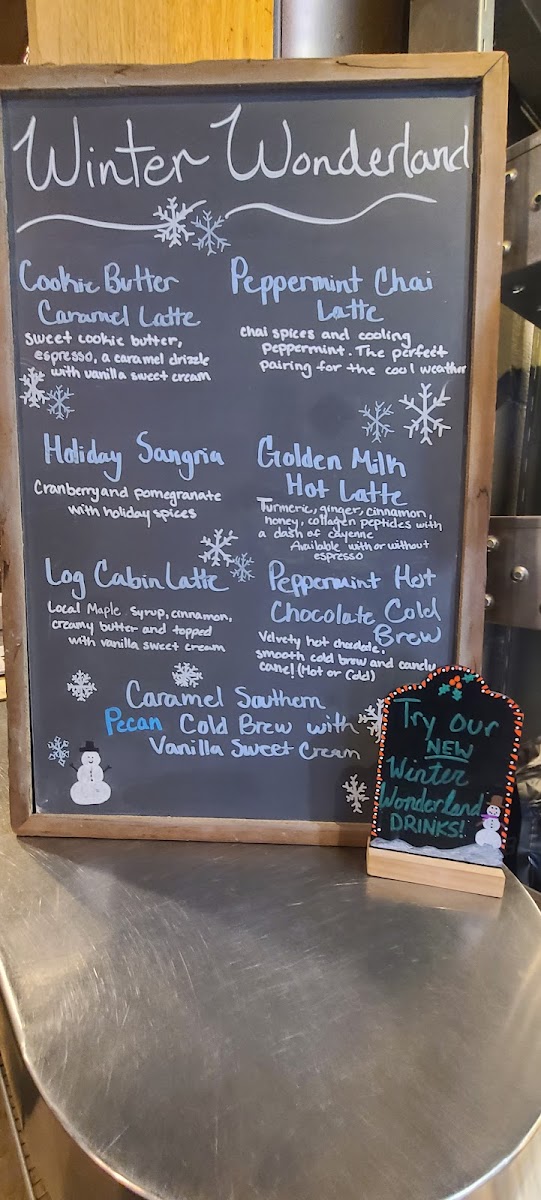 Winter Wonderland
Cookie Butter
Caramel Latte
Sweet cookie butter,
espresso, a caramel drizzle
with vanilla sweet cream
Peppermint Chai
Latte
chai spices and cooling
peppermint. The perfect
pairing for the cool weather
Holiday Sangria
Cranberry and pomegranate
with holiday spices
Golden Milk
Hot Latte
Turmeric, ginger, cinnamon,
honey, collagen peptides with
a dash of cayenne
Available with or without
espresso
Log Cabin Latte
Local Maple syrup, cinnamon,
creamy butter and topped
with vanilla sweet cream
Peppermint Hot
Chocolate Cold
Brew
Velvety hot chocolate,
smooth cold brew and candy
cane! (Hot or Cold)
Caramel Southern
Pecan Cold Brew with
Vanilla Sweet Cream
Try our
NEW
Winter
Wonderland
DRINKS!